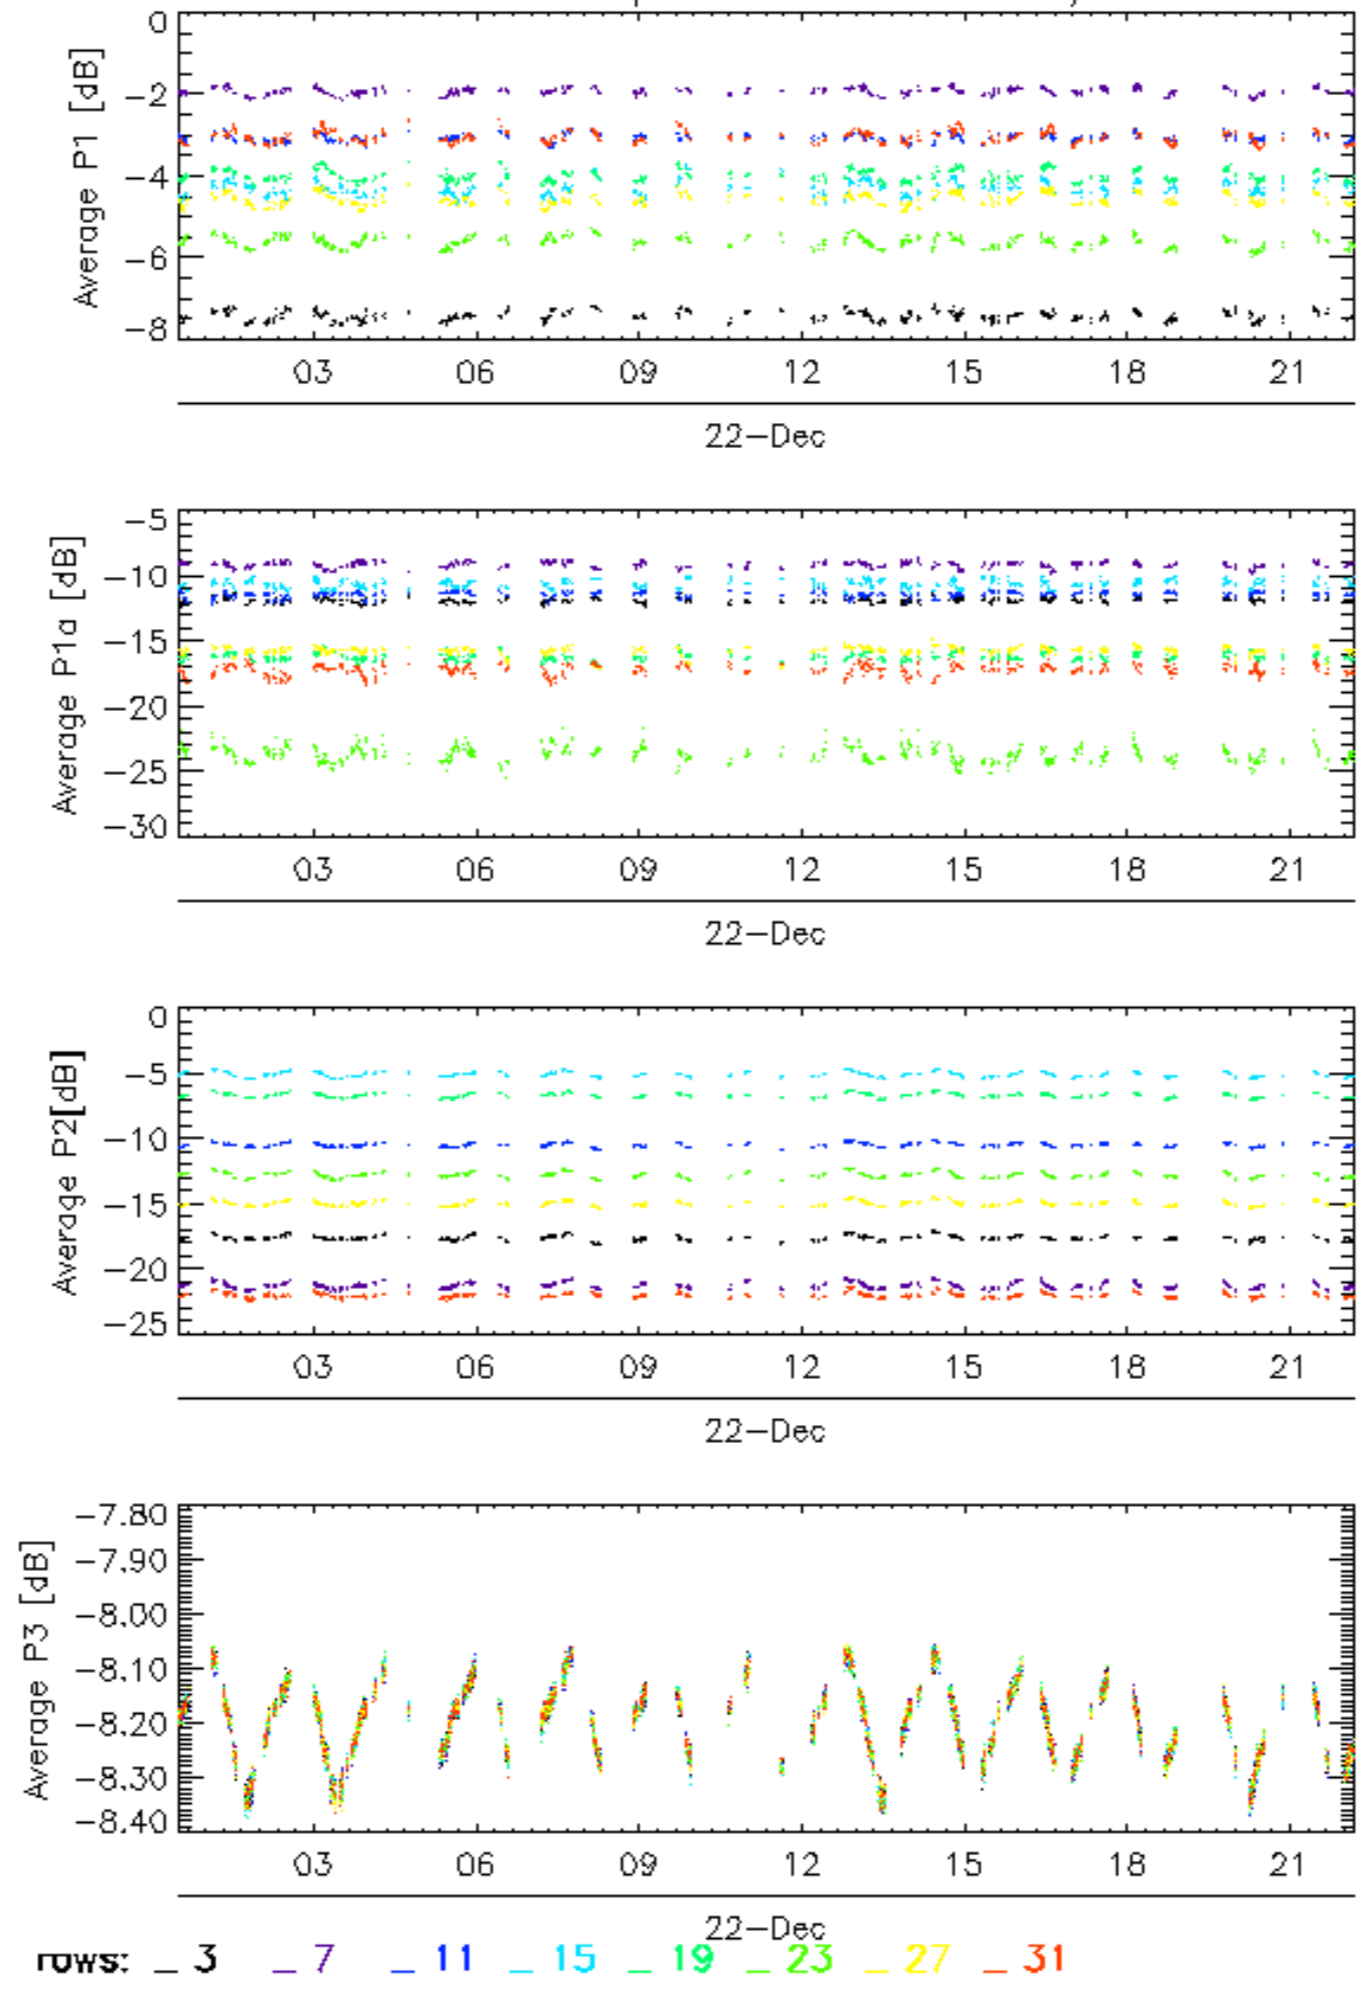 0
-2
-4
-6
-8
Average P1 [dB]
03 06 09 12 15 18 21
22-Dec
-5
-10
-15
-20
-25
-30
Average P1a [dB]
03 06 09 12 15 18 21
22-Dec
0
-5
-10
-15
-20
-25
Average P2[dB]
03 06 09 12 15 18 21
22-Dec
-7.80
-7.90
-8.00
-8.10
-8.20
-8.30
-8.40
Average P3 [dB]
03 06 09 12 15 18 21
22-Dec
rows: _ 3 _ 7 _ 11 _ 15 _ 19 _ 23 _ 27 _ 31